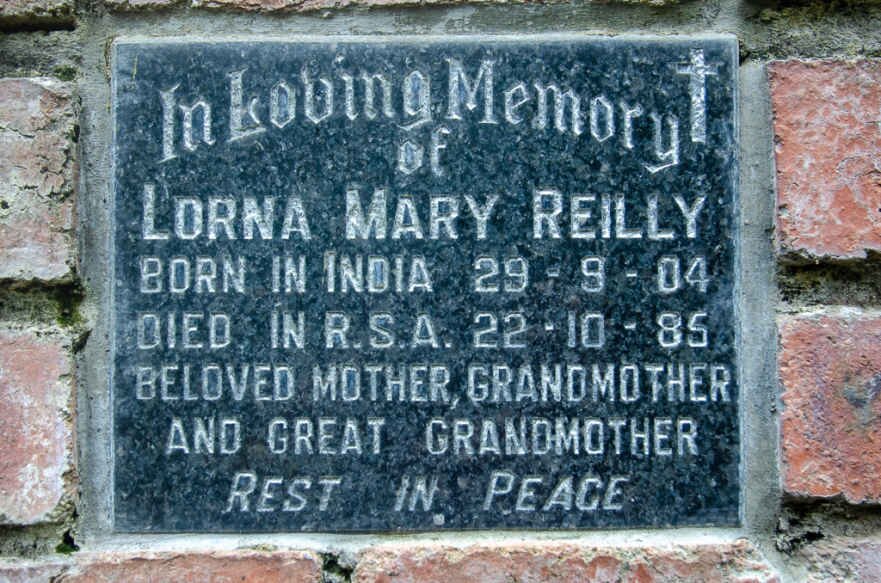 In Loving Memory
of
LORNA MARY REILLY
BORN IN INDIA 29-9-04
DIED IN R.S.A. 22-10-85
BELOVED MOTHER, GRANDMOTHER
AND GREAT GRANDMOTHER
REST IN PEACE